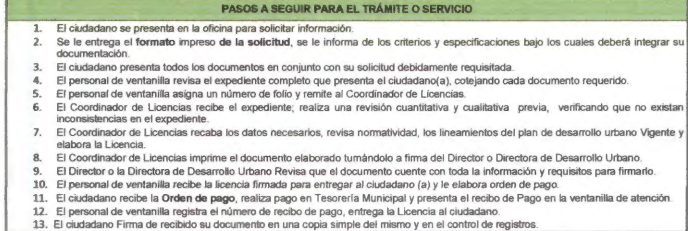 PASOS A SEGUIR PARA EL TRÁMITE O SERVICIO
1. El ciudadano se presenta en la oficina para solicitar información.
2. Se le entrega el formato impreso de la solicitud, se le informa de los criterios y especificaciones bajo los cuales deberá integrar su
documentación.
3. El ciudadano presenta todos los documentos en conjunto con su solicitud debidamente requisitada.
4. El personal de ventanilla revisa el expediente completo que presenta el ciudadano(a), cotejando cada documento requerido.
5. El personal de ventanilla asigna un número de folio y remite al Coordinador de Licencias.
6. El Coordinador de Licencias recibe el expediente; realiza una revisión cuantitativa y cualitativa previa, verificando que no existan
inconsistencias en el expediente.
7. El Coordinador de Licencias recaba los datos necesarios, revisa normatividad, los lineamientos del plan de desarrollo urbano Vigente y
elabora la Licencia.
8. El Coordinador de Licencias imprime el documento elaborado turnándolo a firma del Director o Directora de Desarrollo Urbano.
9. El Director o la Directora de Desarrollo Urbano Revisa que el documento cuente con toda la información y requisitos para firmarlo.
10. El personal de ventanilla recibe la licencia firmada para entregar al ciudadano (a) y le elabora orden de pago.
11. El ciudadano recibe la Orden de pago, realiza pago en Tesorería Municipal y presenta el recibo de Pago en la ventanilla de atención.
12. El personal de ventanilla registra el número de recibo de pago, entrega la Licencia al ciudadano.
13. El ciudadano Firma de recibido su documento en una copia simple del mismo y en el control de registros.